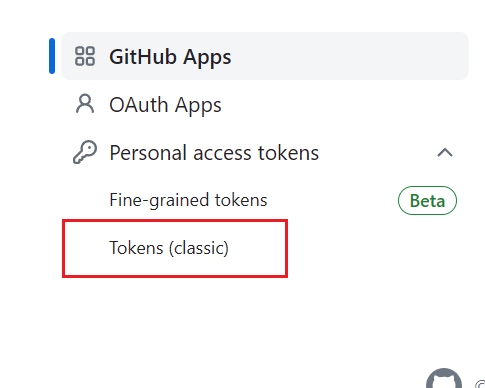 GitHub Apps
OAuth Apps
Personal access tokens
Fine-grained tokens
Beta
Tokens (classic)